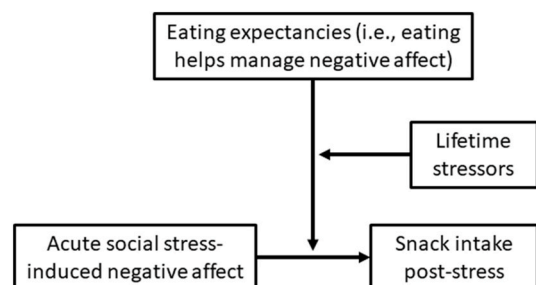 Eating expectancies (i.e., eating
helps manage negative affect)
Lifetime
stressors
Acute social stress-
induced negative affect
Snack intake
post-stress